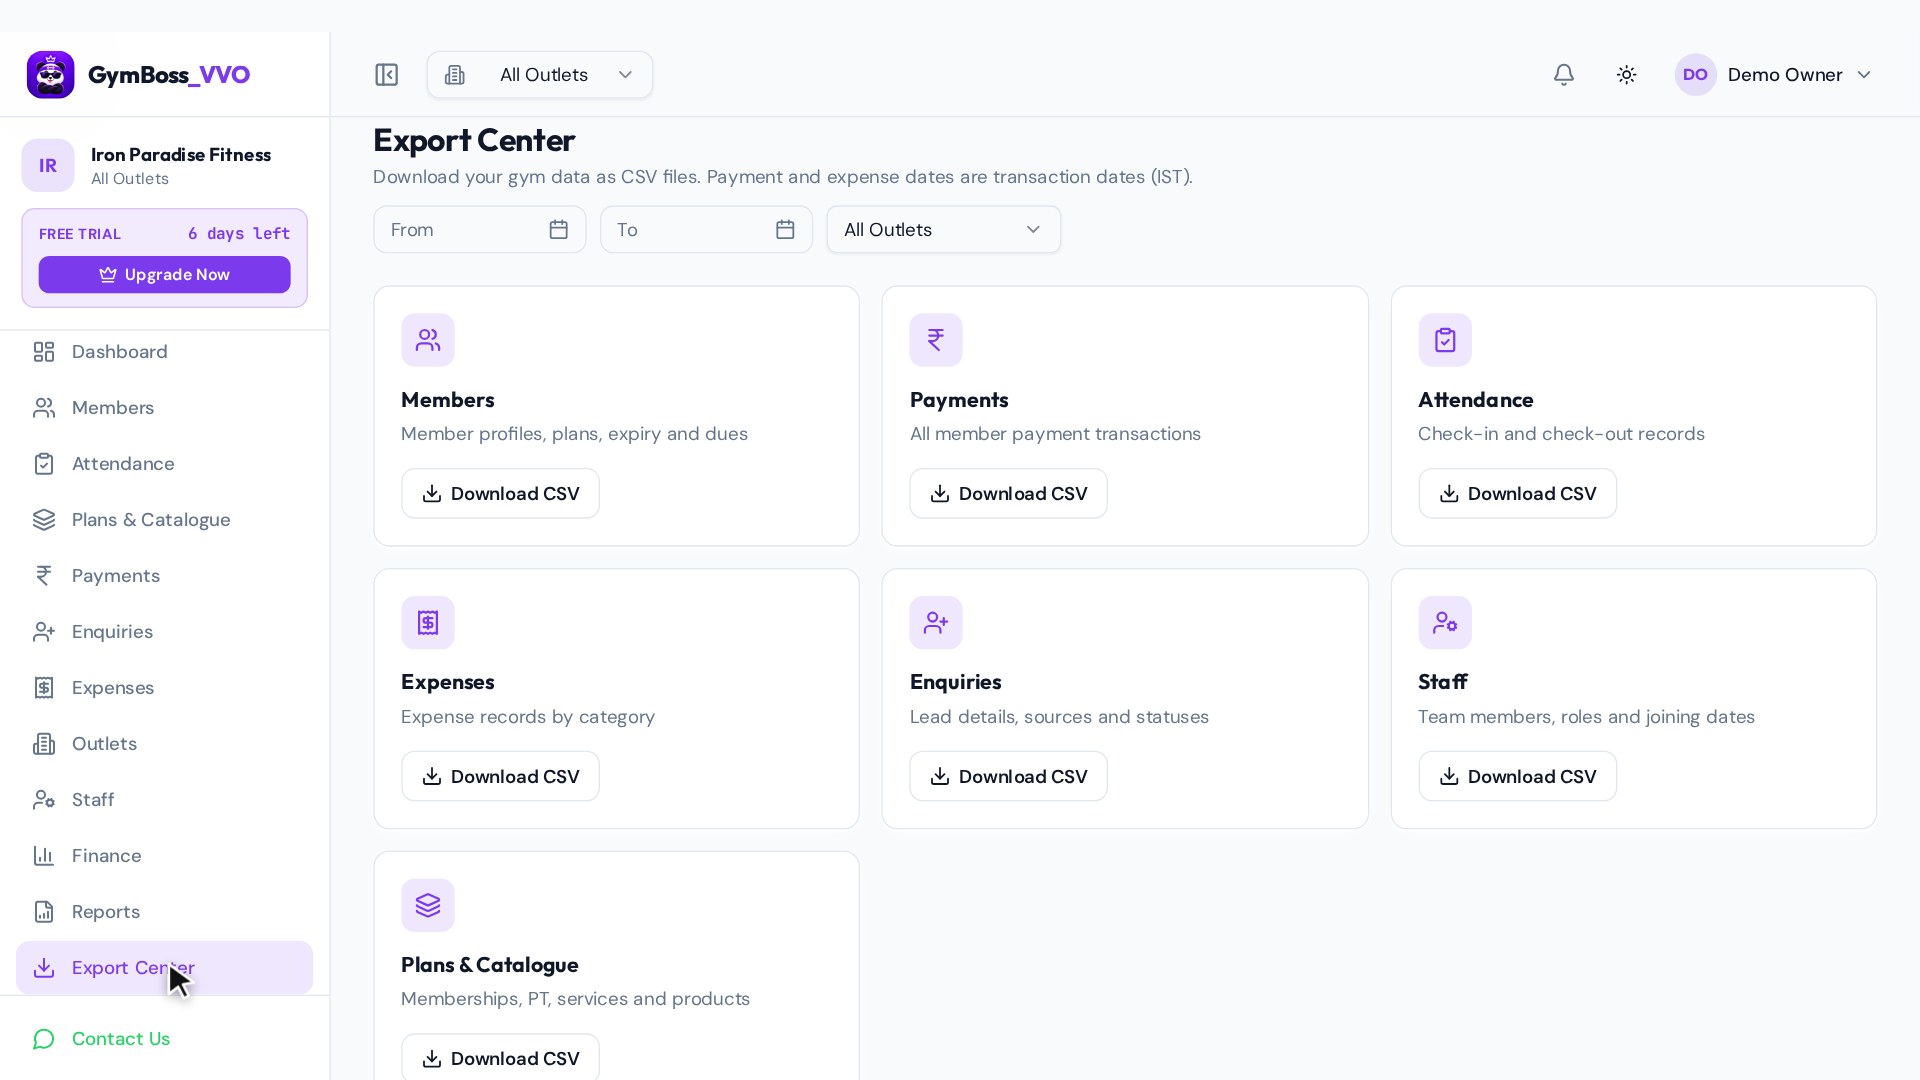 GymBoss_VVO
All Outlets
DO
Demo Owner
IR
Iron Paradise Fitness
All Outlets
FREE TRIAL
6 days left
Upgrade Now
Dashboard
Members
Attendance
Plans & Catalogue
Payments
Enquiries
Expenses
Outlets
Staff
Finance
Reports
Export Center
Contact Us
Export Center
Download your gym data as CSV files. Payment and expense dates are transaction dates (IST).
From
To
All Outlets
Members
Member profiles, plans, expiry and dues
Download CSV
Payments
All member payment transactions
Download CSV
Attendance
Check-in and check-out records
Download CSV
Expenses
Expense records by category
Download CSV
Enquiries
Lead details, sources and statuses
Download CSV
Staff
Team members, roles and joining dates
Download CSV
Plans & Catalogue
Memberships, PT, services and products
Download CSV